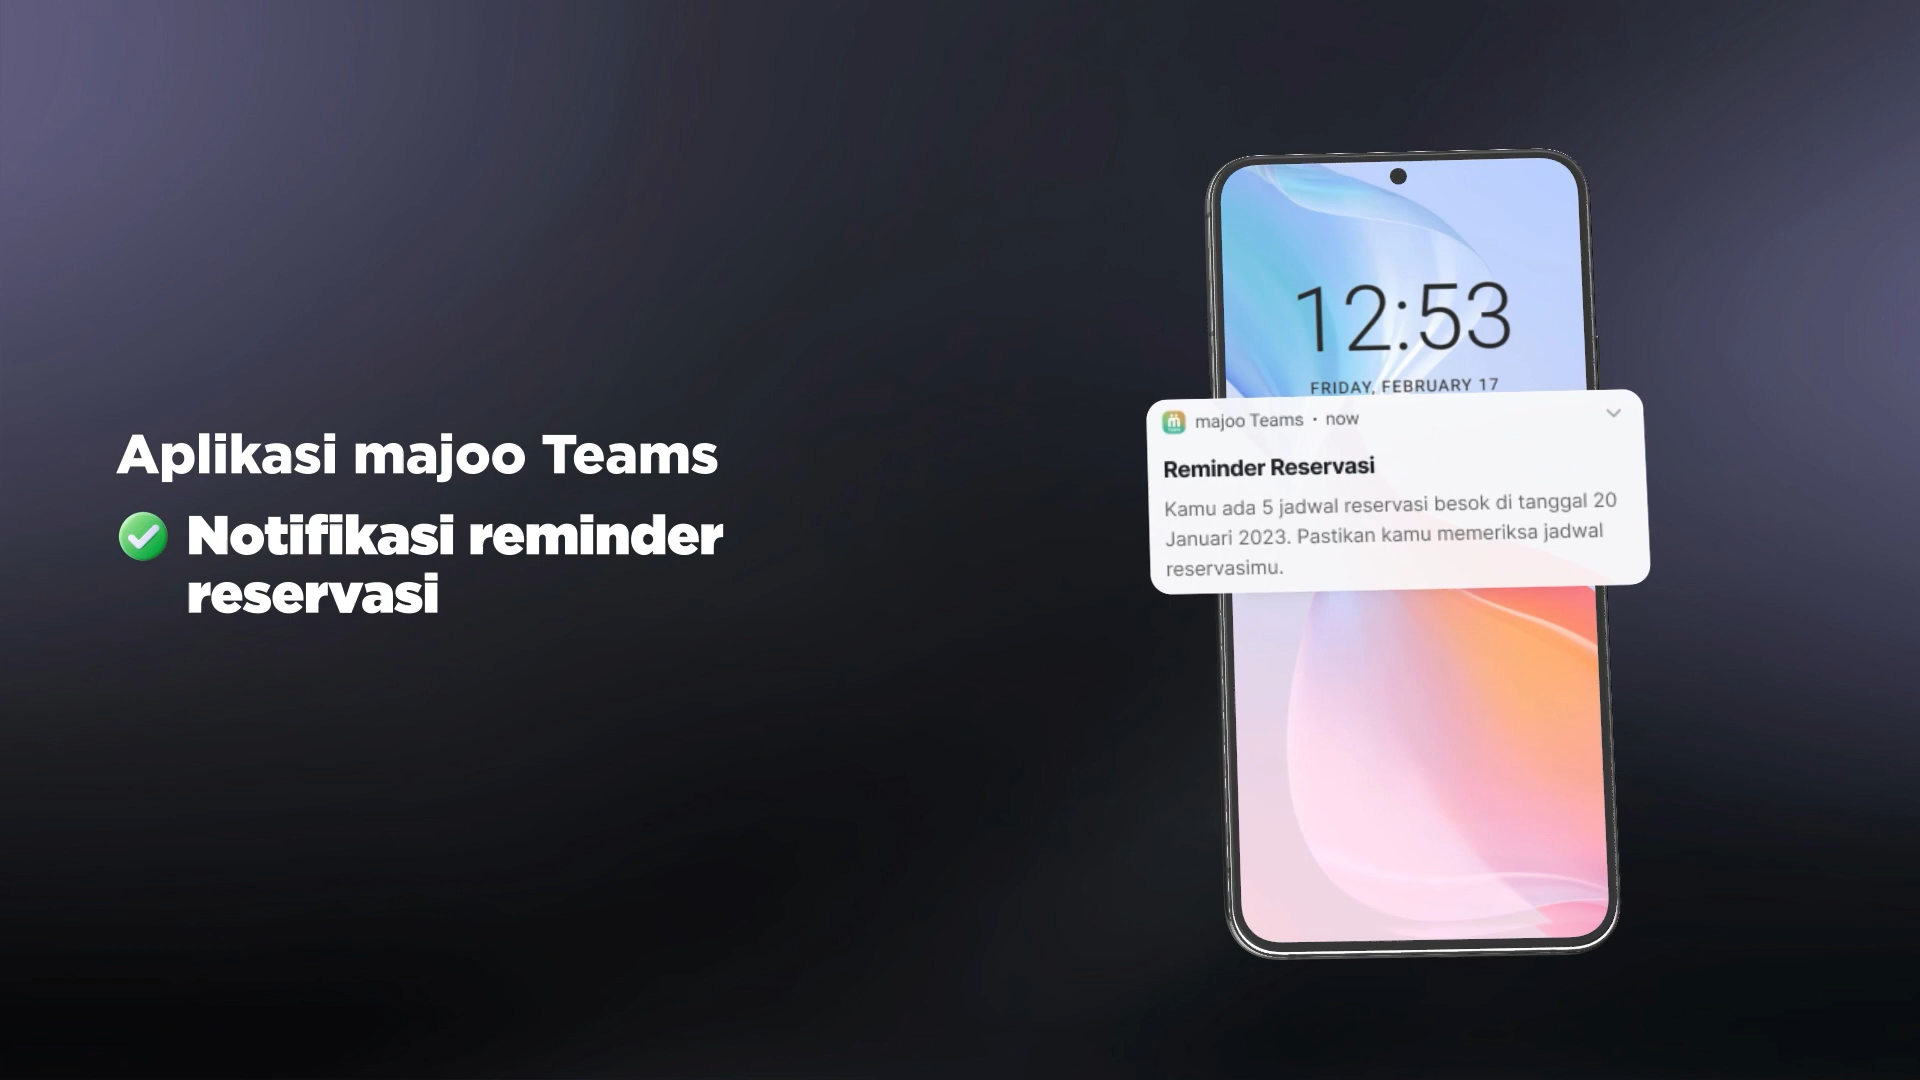 Aplikasi majoo Teams
Notifikasi reminder
reservasi
12:53
FRIDAY, FEBRUARY 17
majoo Teams • now
Reminder Reservasi
Kamu ada 5 jadwal reservasi besok di tanggal 20
Januari 2023. Pastikan kamu memeriksa jadwal
reservasimu.